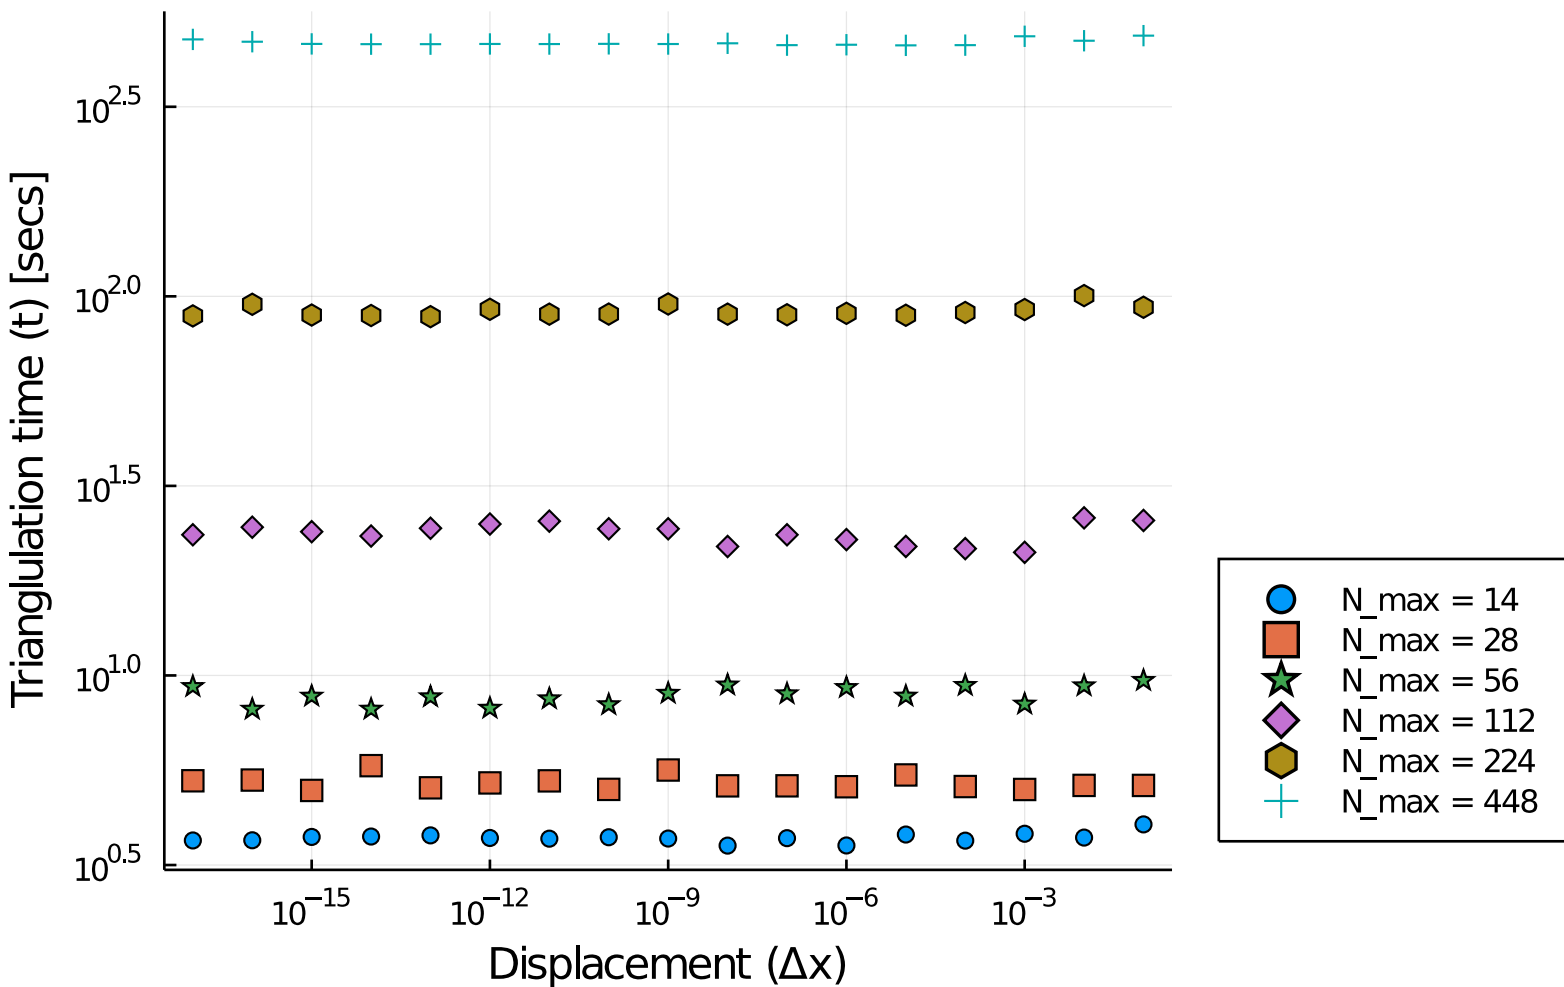 Trianglulation time (t) [secs]
10^2.5
10^2.0
10^1.5
10^1.0
10^0.5
10^−15
10^−12
10^−9
10^−6
10^−3
Displacement (Δx)
N_max = 14
N_max = 28
N_max = 56
N_max = 112
N_max = 224
N_max = 448